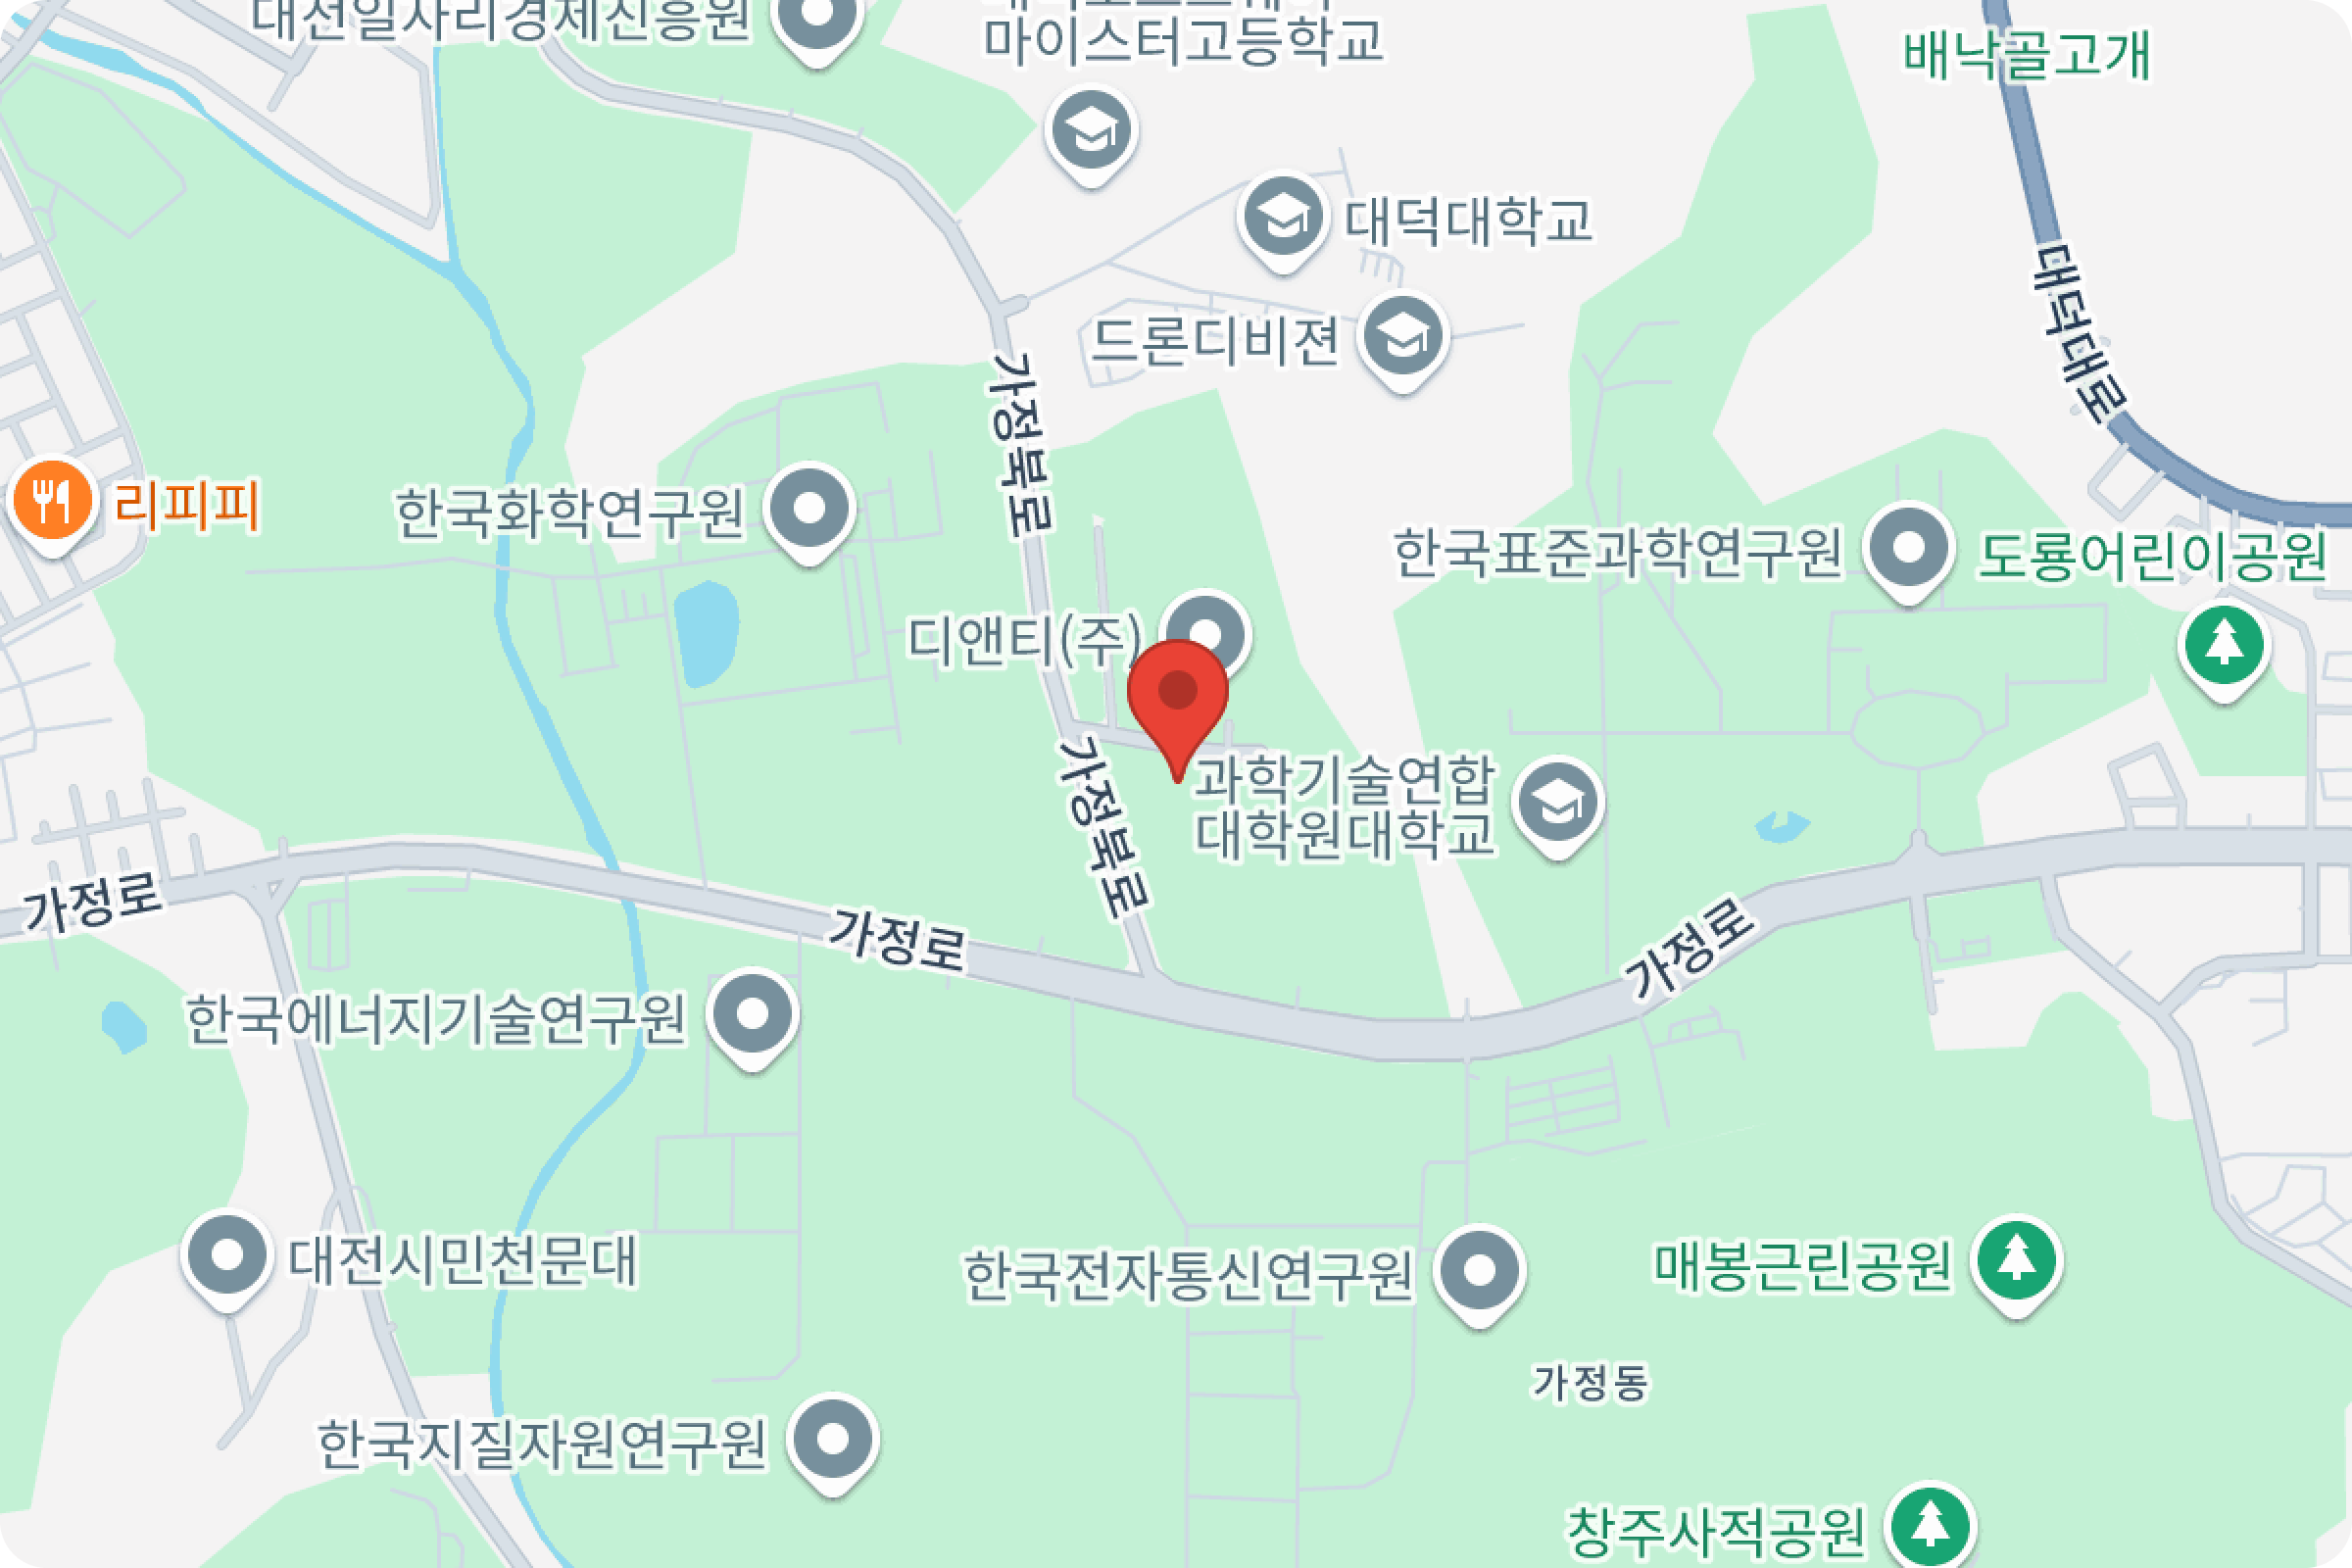 대전일자리경제진흥원
마이스터고등학교
배낙골고개
대덕대학교
드론디비젼
대덕대로
가정북로
리피피
한국화학연구원
한국표준과학연구원
도룡어린이공원
디앤티(주)
가정북로
과학기술연합
대학원대학교
가정로
가정로
가정로
한국에너지기술연구원
대전시민천문대
한국전자통신연구원
매봉근린공원
가정동
한국지질자원연구원
창주사적공원